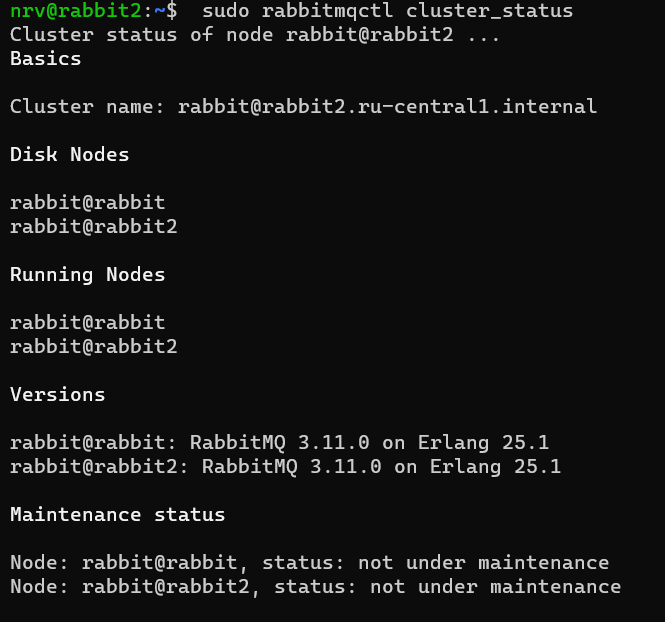 nrv@rabbit2:~$  sudo rabbitmqctl cluster_status
Cluster status of node rabbit@rabbit2 ...
Basics
Cluster name: rabbit@rabbit2.ru-central1.internal
Disk Nodes
rabbit@rabbit
rabbit@rabbit2
Running Nodes
rabbit@rabbit
rabbit@rabbit2
Versions
rabbit@rabbit: RabbitMQ 3.11.0 on Erlang 25.1
rabbit@rabbit2: RabbitMQ 3.11.0 on Erlang 25.1
Maintenance status
Node: rabbit@rabbit, status: not under maintenance
Node: rabbit@rabbit2, status: not under maintenance